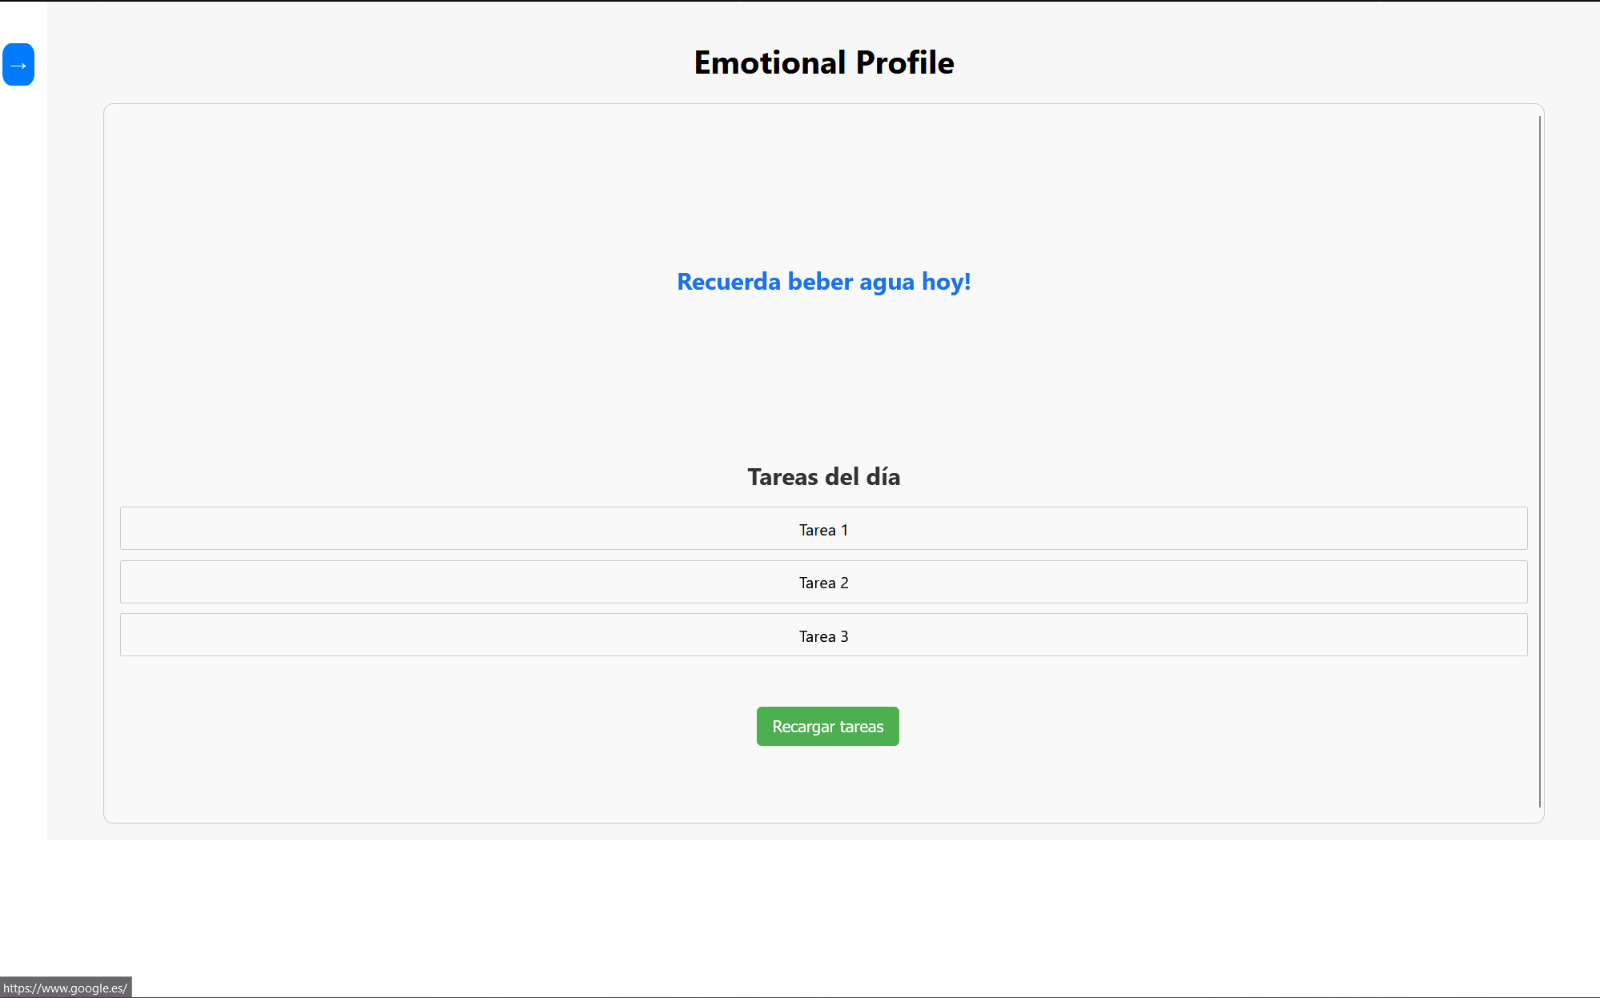 Emotional Profile
→
Recuerda beber agua hoy!
Tareas del día
Tarea 1
Tarea 2
Tarea 3
Recargar tareas
https://www.google.es/